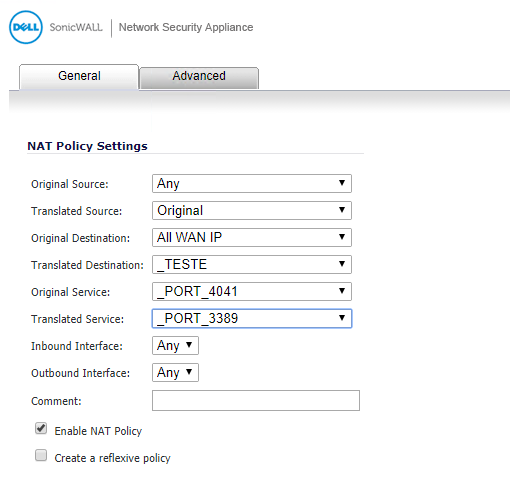 DELL SonicWALL | Network Security Appliance
General Advanced
NAT Policy Settings
Original Source: Any
Translated Source: Original
Original Destination: All WAN IP
Translated Destination: _TESTE
Original Service: _PORT_4041
Translated Service: _PORT_3389
Inbound Interface: Any
Outbound Interface: Any
Comment:
Enable NAT Policy
Create a reflexive policy